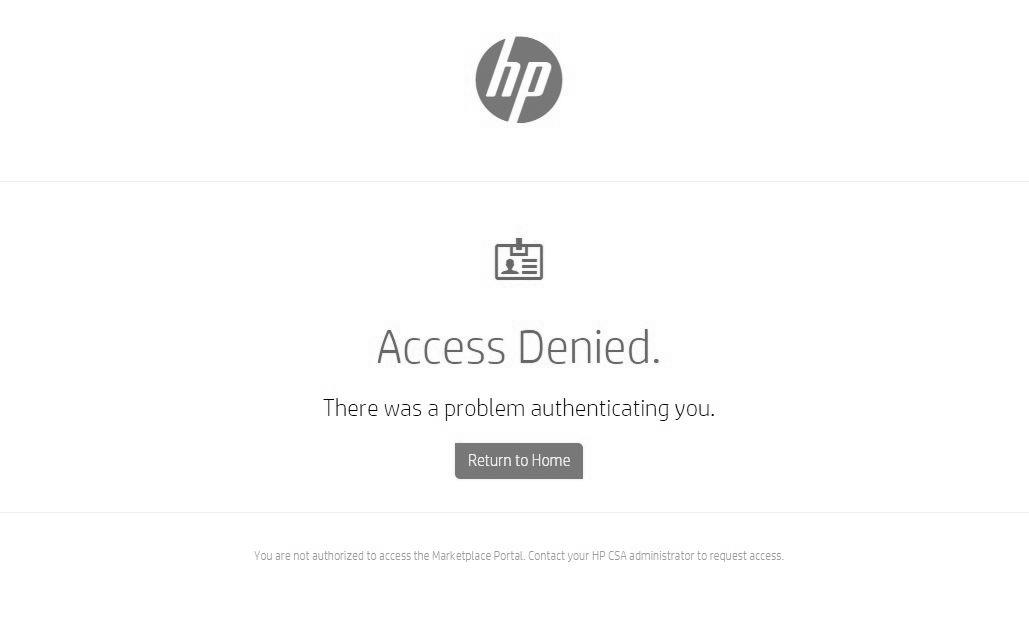 hp
Access Denied.
There was a problem authenticating you.
Return to Home
You are not authorized to access the Marketplace Portal. Contact your HP CSA administrator to request access.